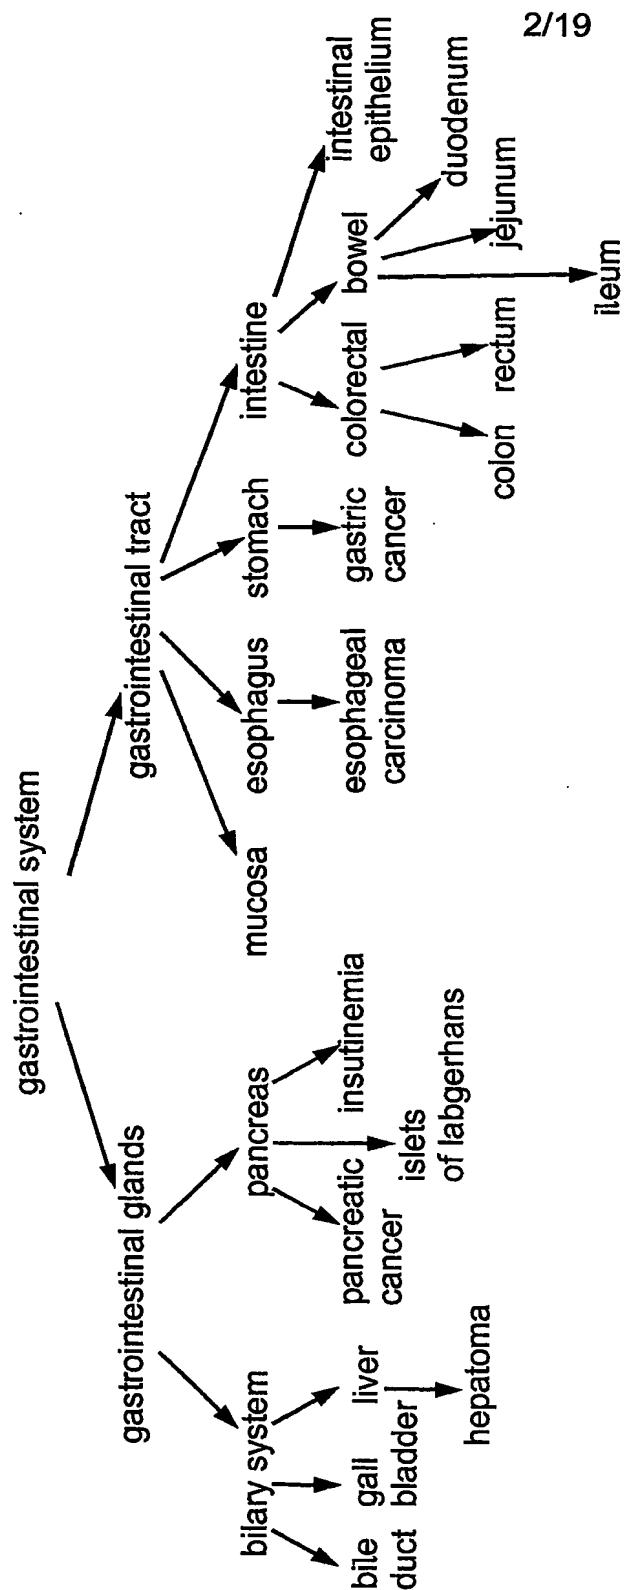 2/19
gastrointestinal system
gastrointestinal glands
gastrointestinal tract
bilary system
pancreas
mucosa
esophagus
stomach
intestine
bile
duct
gall
bladder
liver
pancreatic
cancer
islets
of labgerhans
insutinemia
esophageal
carcinoma
gastric
cancer
colorectal
bowel
intestinal
epithelium
hepatoma
colon
rectum
jejunum
duodenum
ileum